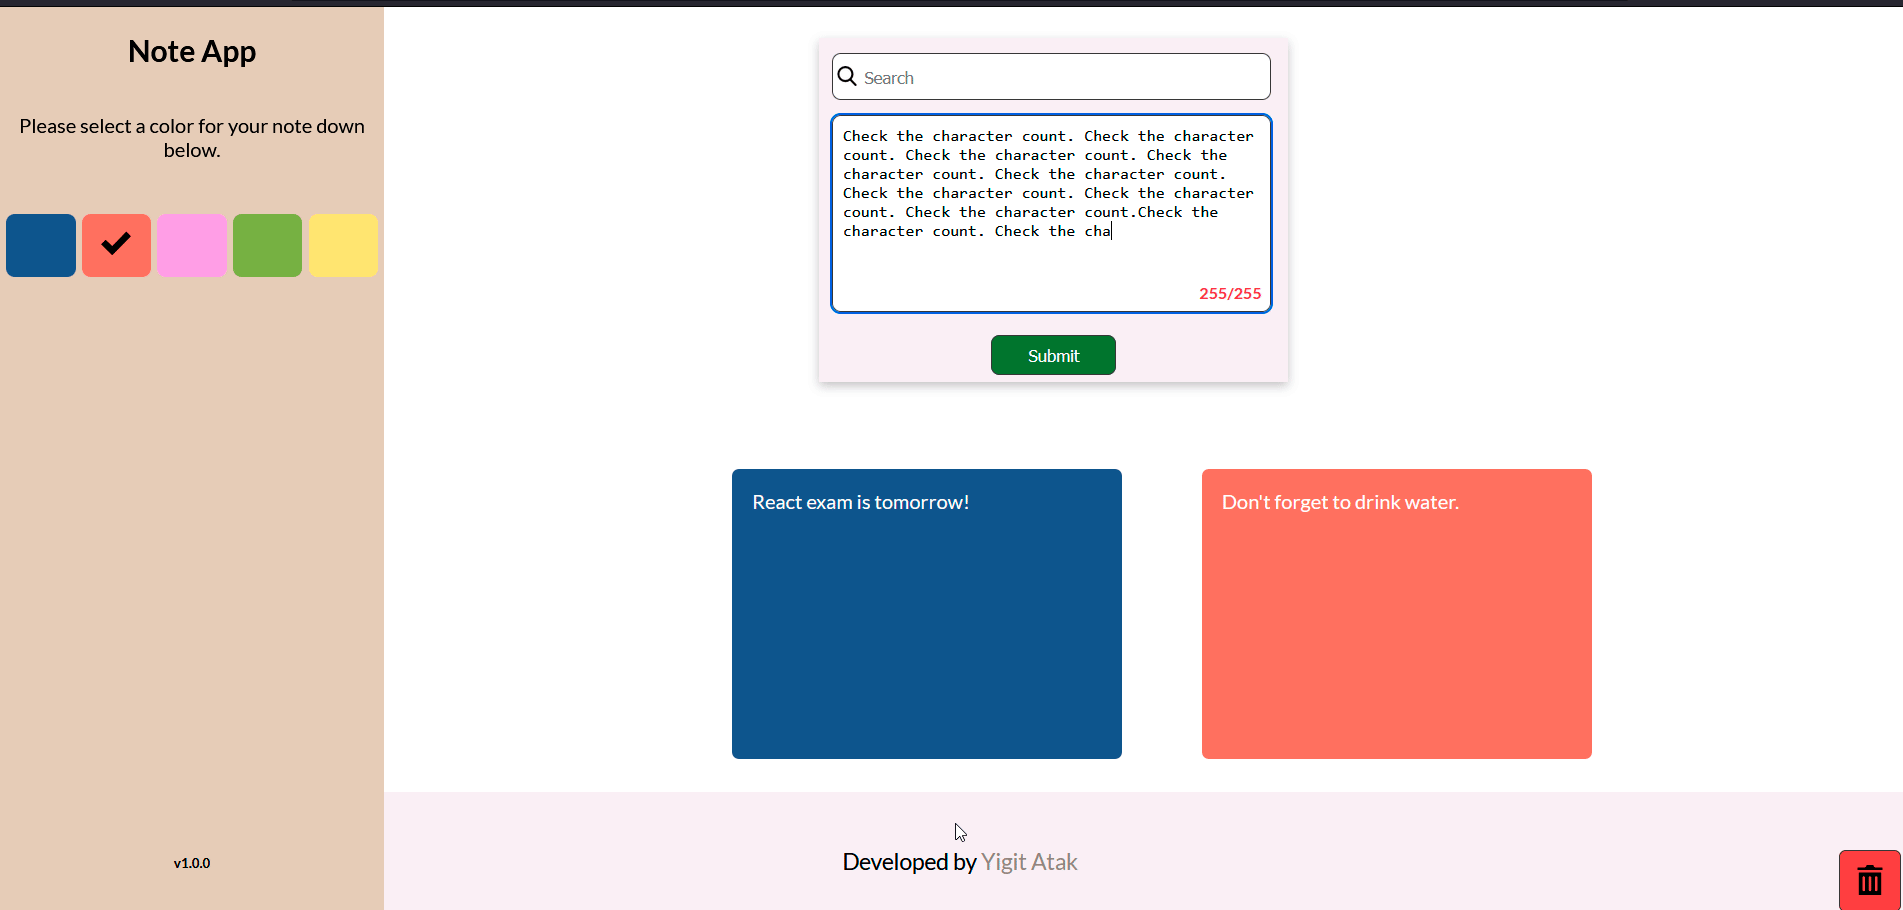 Note App
Please select a color for your note down
below.
v1.0.0
Search
Check the character count. Check the character
count. Check the character count. Check the
character count. Check the character count.
Check the character count. Check the character
count. Check the character count.Check the
character count. Check the cha
255/255
Submit
React exam is tomorrow!
Don't forget to drink water.
Developed by Yigit Atak